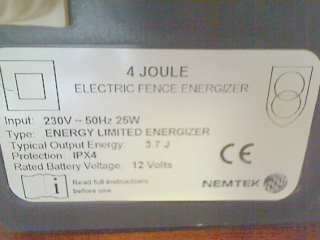 4 JOULE
ELECTRIC FENCE ENERGIZER
Input: 230V ~ 50Hz 25W
Type: ENERGY LIMITED ENERGIZER
Typical Output Energy: 3.7 J
Protection: IPX4
Rated Battery Voltage: 12 Volts
CE
i Read full instructions
before use.
NEMTEK